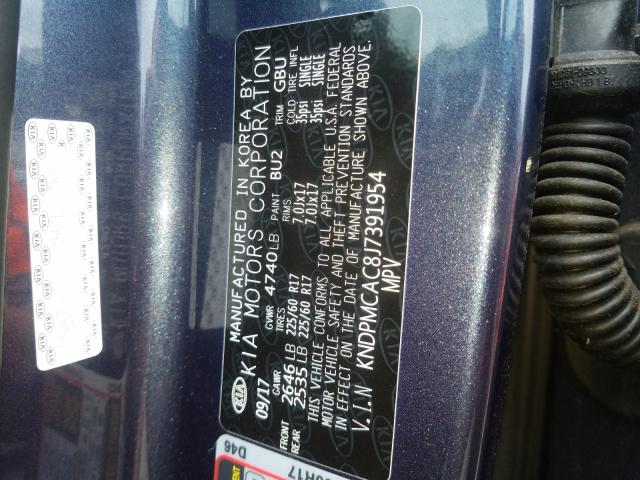 MANUFACTURED IN KOREA BY
KIA KIA MOTORS CORPORATION
09/17 GVWR 4740LB PAINT BU2 TRIM GBU
GAWR TIRES RIMS COLD TIRE INFL
FRONT 2646LB 225/60 R17 7.0Jx17 35psi SINGLE
REAR 2535LB 225/60 R17 7.0Jx17 35psi SINGLE
THIS VEHICLE CONFORMS TO ALL APPLICABLE U.S.A. FEDERAL
MOTOR VEHICLE SAFETY AND THEFT PREVENTION STANDARDS
IN EFFECT ON THE DATE OF MANUFACTURE SHOWN ABOVE.
V.I.N KNDPMCAC8J7391954
MPV
D46